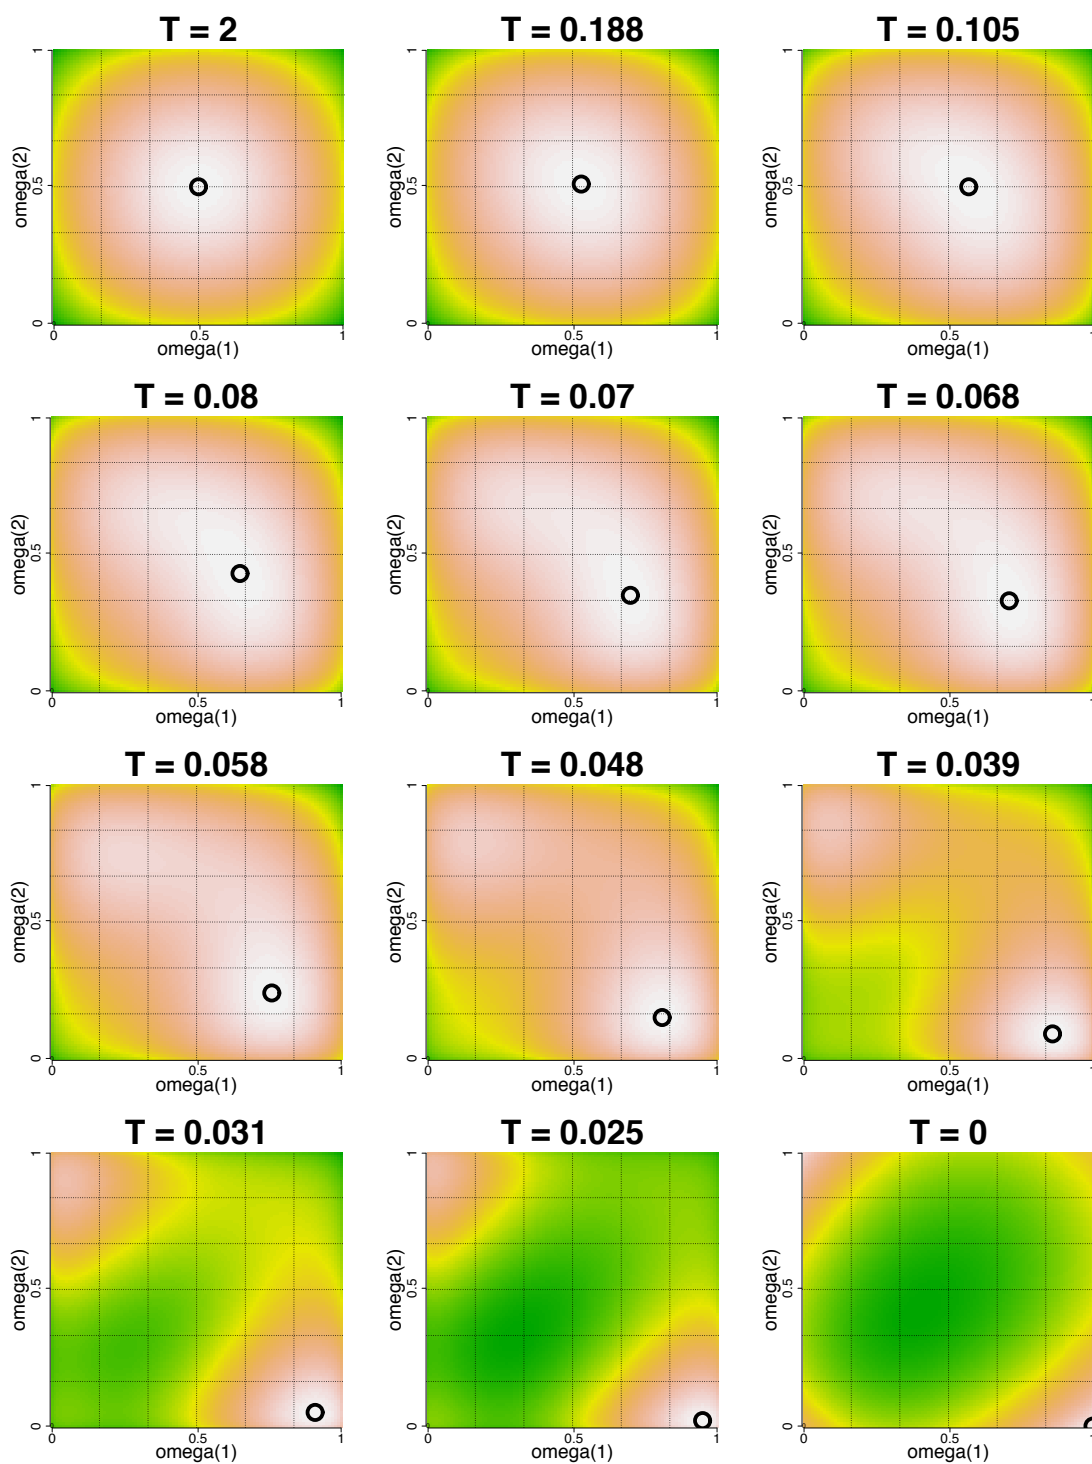 T = 2
T = 0.188
T = 0.105
omega(2)
0
0.5
1
0
0.5
1
omega(1)
omega(2)
0
0.5
1
0
0.5
1
omega(1)
omega(2)
0
0.5
1
0
0.5
1
omega(1)
T = 0.08
T = 0.07
T = 0.068
omega(2)
0
0.5
1
0
0.5
1
omega(1)
omega(2)
0
0.5
1
0
0.5
1
omega(1)
omega(2)
0
0.5
1
0
0.5
1
omega(1)
T = 0.058
T = 0.048
T = 0.039
omega(2)
0
0.5
1
0
0.5
1
omega(1)
omega(2)
0
0.5
1
0
0.5
1
omega(1)
omega(2)
0
0.5
1
0
0.5
1
omega(1)
T = 0.031
T = 0.025
T = 0
omega(2)
0
0.5
1
0
0.5
1
omega(1)
omega(2)
0
0.5
1
0
0.5
1
omega(1)
omega(2)
0
0.5
1
0
0.5
1
omega(1)